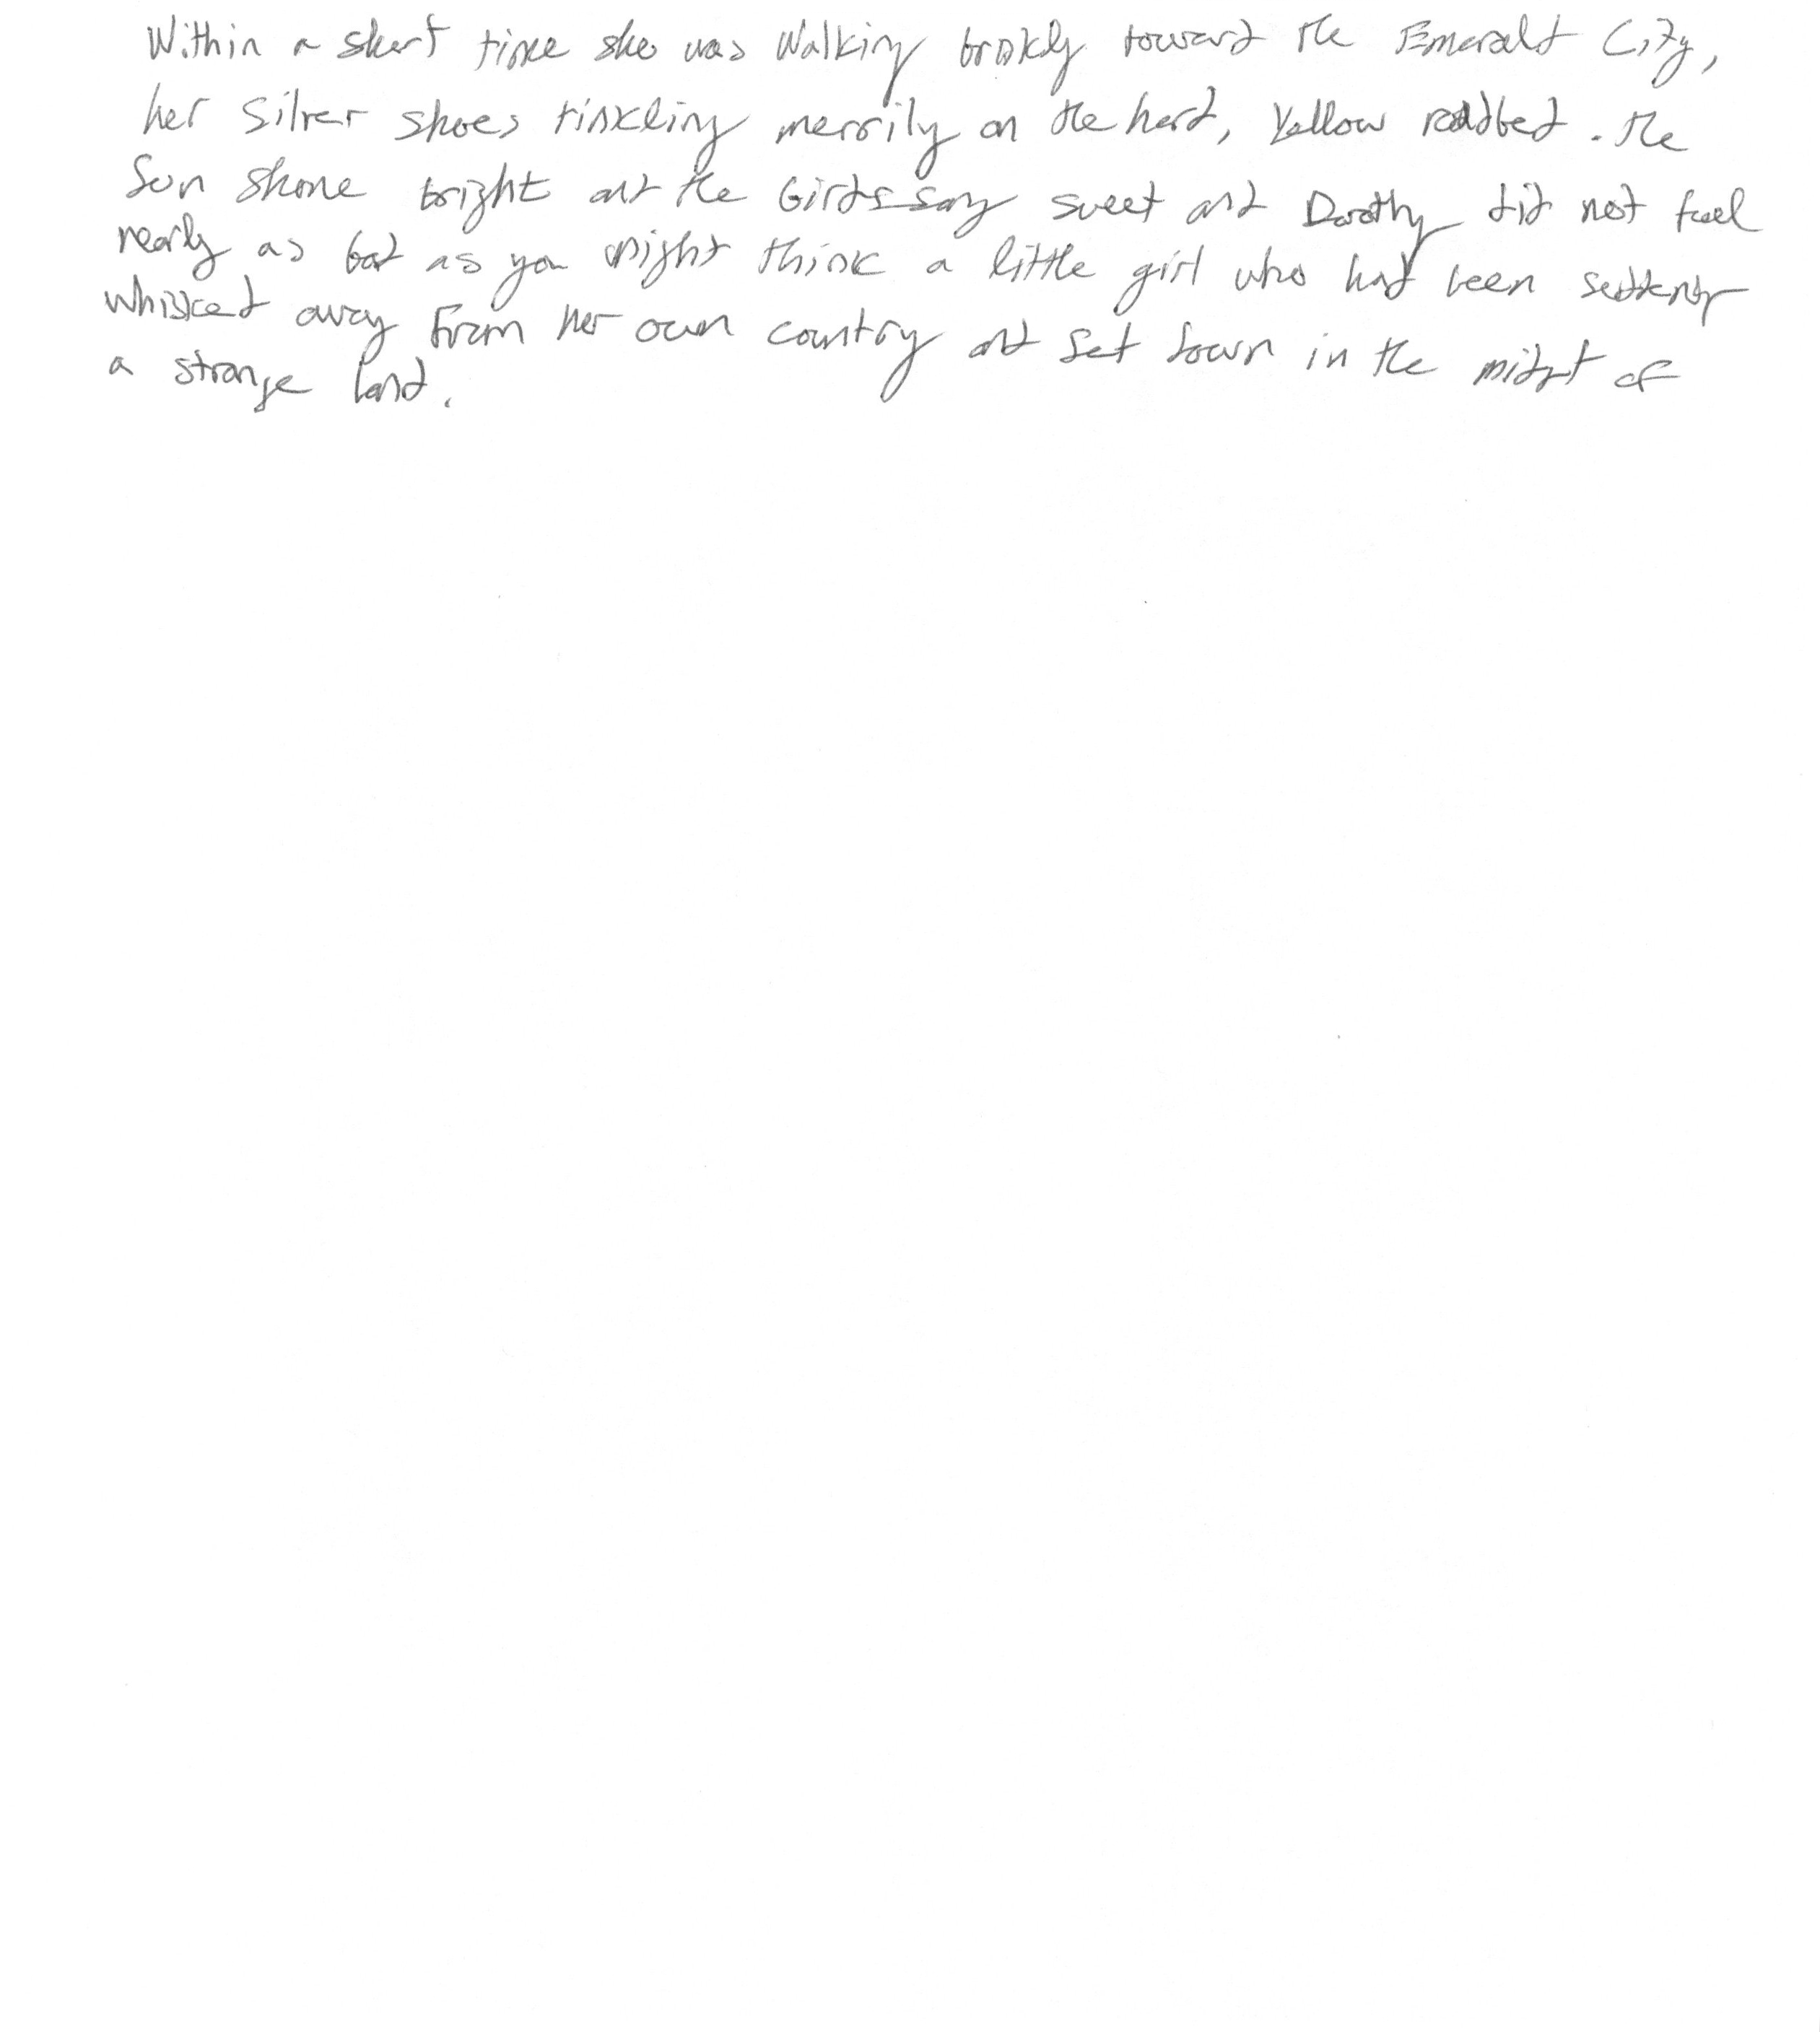 Within a short time she was walking briskly toward the Emerald City,
her silver shoes tinkling merrily on the hard, yellow roadbed. The
sun shone bright and the birds sang sweet and Dorothy did not feel
nearly as bad as you might think a little girl who had been suddenly
whisked away from her own country and set down in the midst of
a strange land.